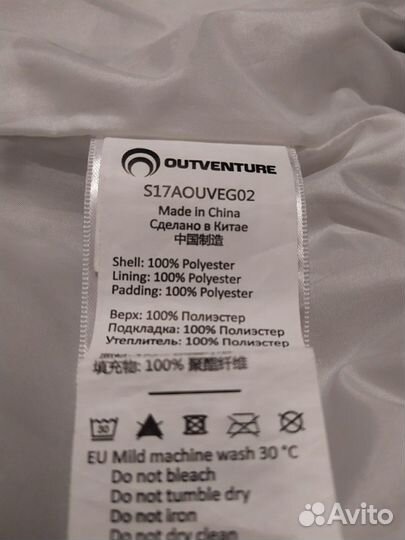 OUTVENTURE
S17AOUVEG02
Made in China
Сделано в Китае
中国制造
Shell: 100% Polyester
Lining: 100% Polyester
Padding: 100% Polyester
Верх: 100% Полиэстер
Подкладка: 100% Полиэстер
Утеплитель: 100% Полиэстер
填充物: 100% 聚酯纤维
30
EU Mild machine wash 30 °C
Do not bleach
Do not tumble dry
Do not iron
Do not dry clean
Avito